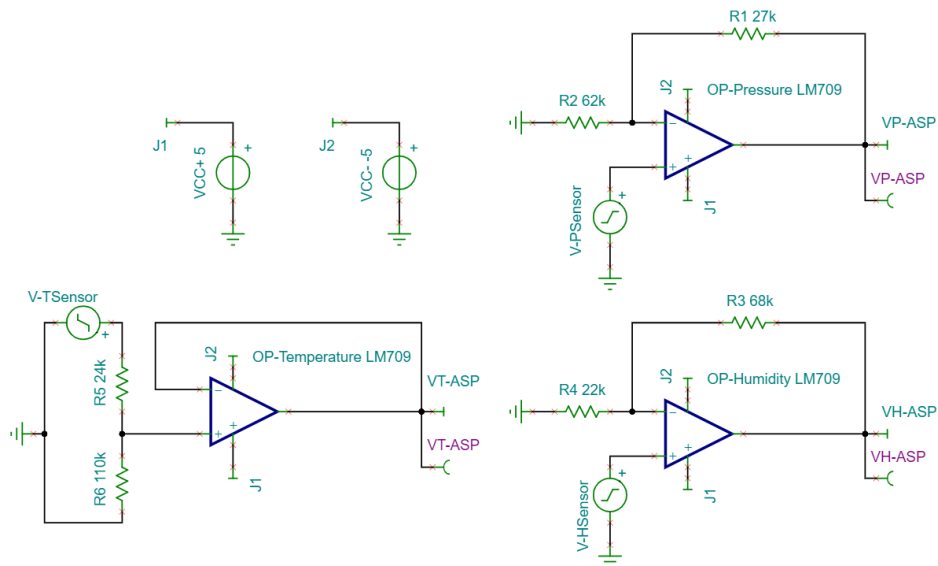 R1 27k
J2
OP-Pressure LM709
R2 62k
VP-ASP
VP-ASP
J1
V-PSensor
J1
VCC+ 5
+
J2
VCC- -5
+
V-TSensor
+
R5 24k
R6 110k
J2
OP-Temperature LM709
VT-ASP
VT-ASP
J1
R3 68k
J2
OP-Humidity LM709
R4 22k
VH-ASP
VH-ASP
J1
V-HSensor